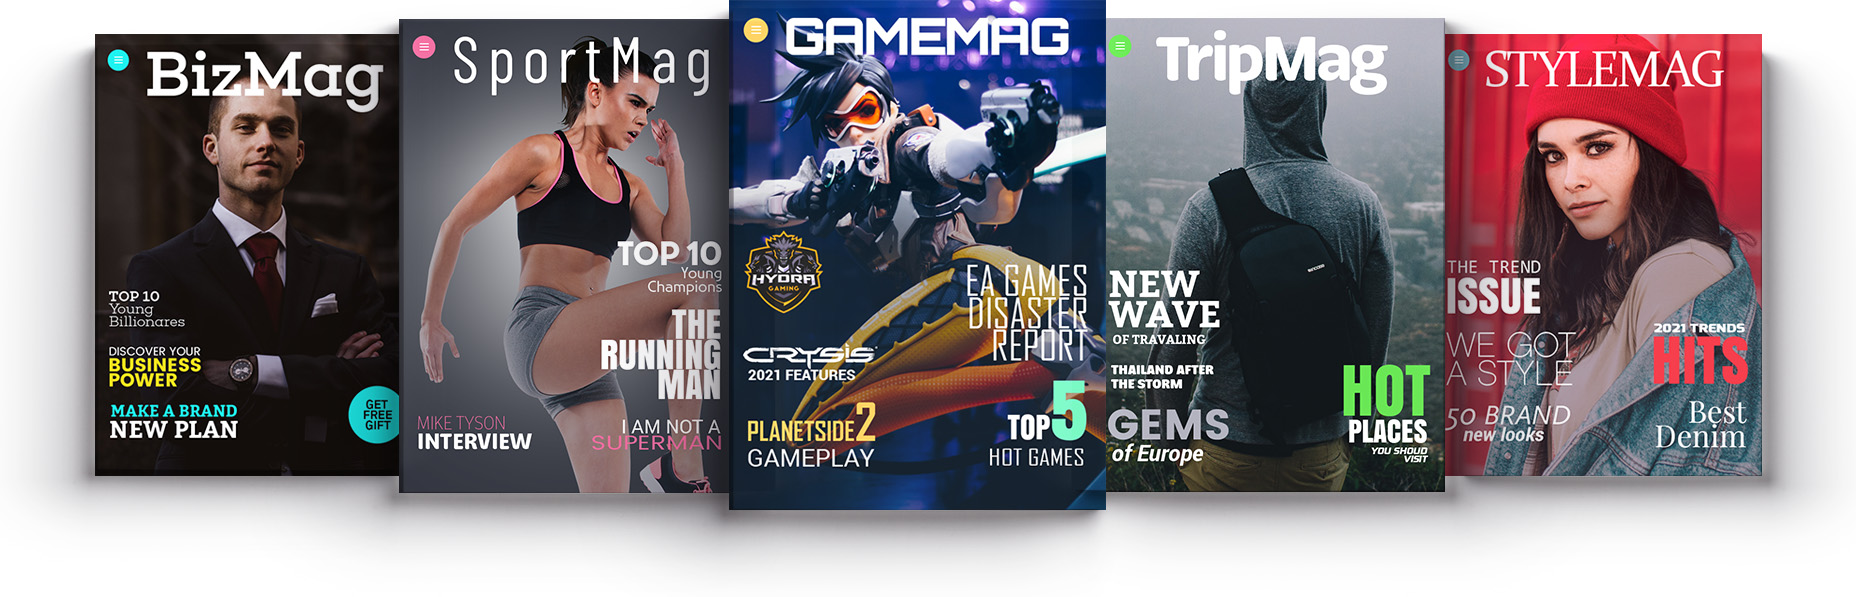 BizMag
TOP 10
Young
Billionares
DISCOVER YOUR
BUSINESS
POWER
MAKE A BRAND
NEW PLAN
GET
FREE
GIFT
SportMag
TOP 10
Young
Champions
THE
RUNNING
MAN
MIKE TYSON
INTERVIEW
I AM NOT A
SUPERMAN
GAMEMAG
HYDRA
GAMING
EA GAMES
DISASTER
REPORT
CRYSIS
2021 FEATURES
PLANETSIDE2
GAMEPLAY
TOP5
HOT GAMES
TripMag
NEW
WAVE
OF TRAVALING
THAILAND AFTER
THE STORM
GEMS
of Europe
HOT
PLACES
YOU SHOUD
VISIT
STYLEMAG
THE TREND
ISSUE
WE GOT
A STYLE
50 BRAND
new looks
2021 TRENDS
HITS
Best
Denim